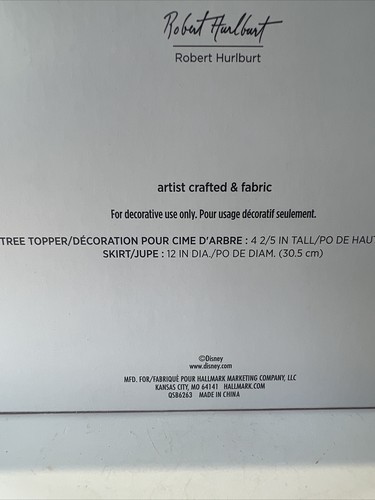 Robert Hurlburt
Robert Hurlburt
artist crafted & fabric
For decorative use only. Pour usage décoratif seulement.
TREE TOPPER/DÉCORATION POUR CIME D'ARBRE : 4 2/5 IN TALL/PO DE HAUT
SKIRT/JUPE : 12 IN DIA./PO DE DIAM. (30.5 cm)
©Disney
www.disney.com
MFD. FOR/FABRIQUÉ POUR HALLMARK MARKETING COMPANY, LLC
KANSAS CITY, MO 64141 HALLMARK.COM
QSB6263 MADE IN CHINA